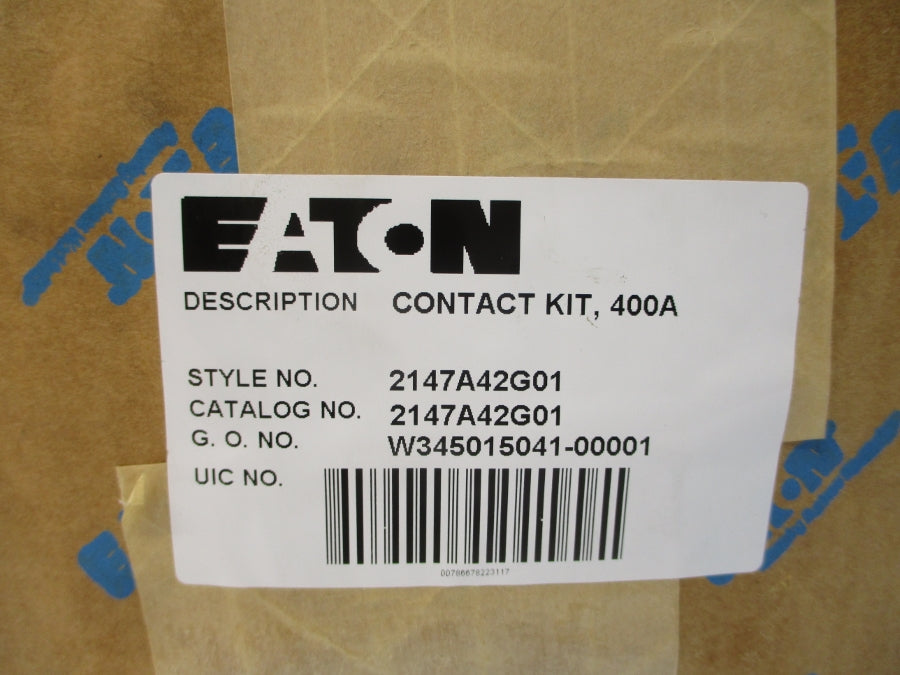 EATON
DESCRIPTION CONTACT KIT, 400A
STYLE NO. 2147A42G01
CATALOG NO. 2147A42G01
G. O. NO. W345015041-00001
UIC NO.
00786678223117